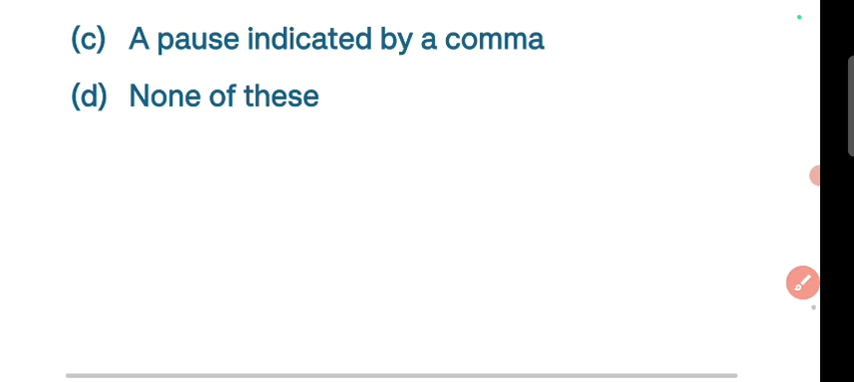 (c) A pause indicated by a comma
(d) None of these